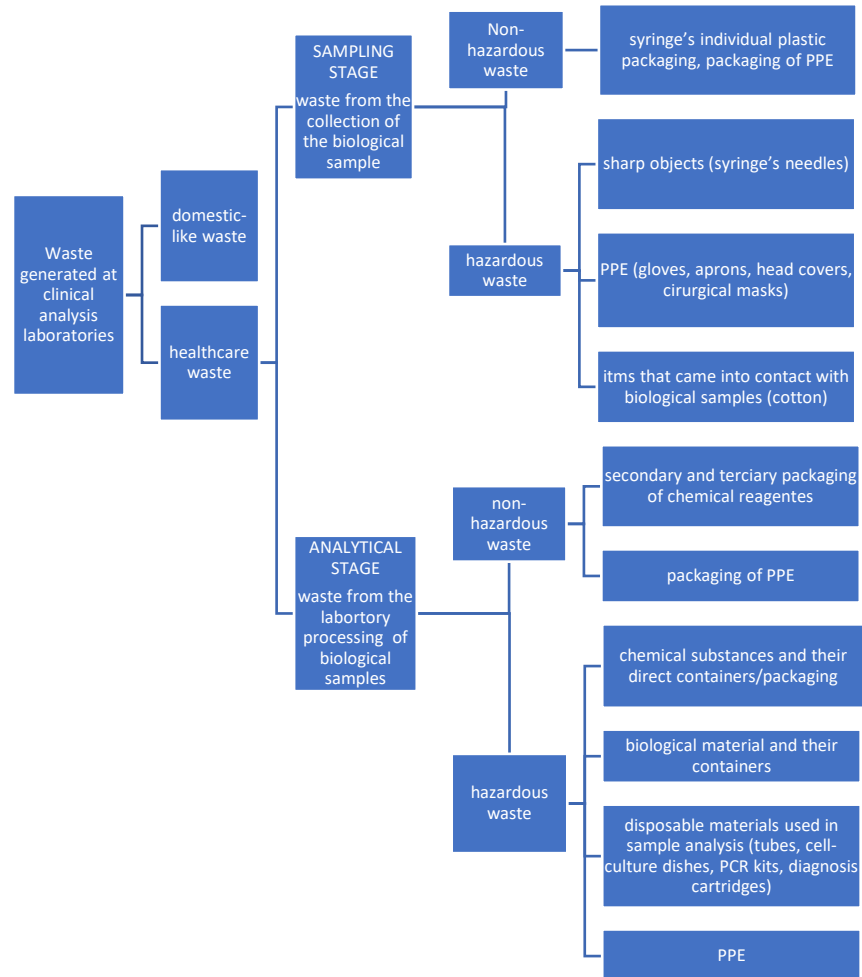 Waste
generated at
clinical
analysis
laboratories
domestic-
like waste
healthcare
waste
SAMPLING
STAGE
waste from the
collection of
the biological
sample
Non-
hazardous
waste
syringe's individual plastic
packaging, packaging of PPE
hazardous
waste
sharp objects (syringe's needles)
PPE (gloves, aprons, head covers,
cirurgical masks)
itms that came into contact with
biological samples (cotton)
ANALYTICAL
STAGE
waste from the
labortory
processing of
biological
samples
non-
hazardous
waste
secondary and terciary packaging
of chemical reagentes
packaging of PPE
hazardous
waste
chemical substances and their
direct containers/packaging
biological material and their
containers
disposable materials used in
sample analysis (tubes, cell-
culture dishes, PCR kits, diagnosis
cartridges)
PPE